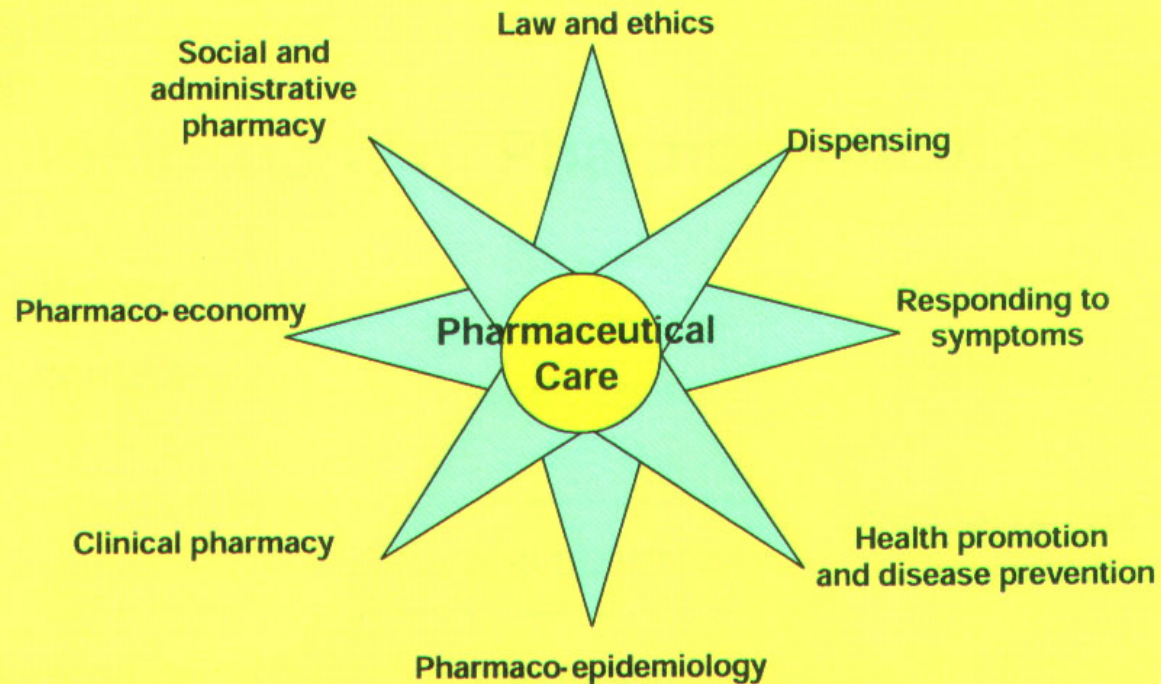 Law and ethics
Social and
administrative
pharmacy
Dispensing
Pharmaco-economy
Pharmaceutical
Care
Responding to
symptoms
Clinical pharmacy
Health promotion
and disease prevention
Pharmaco-epidemiology